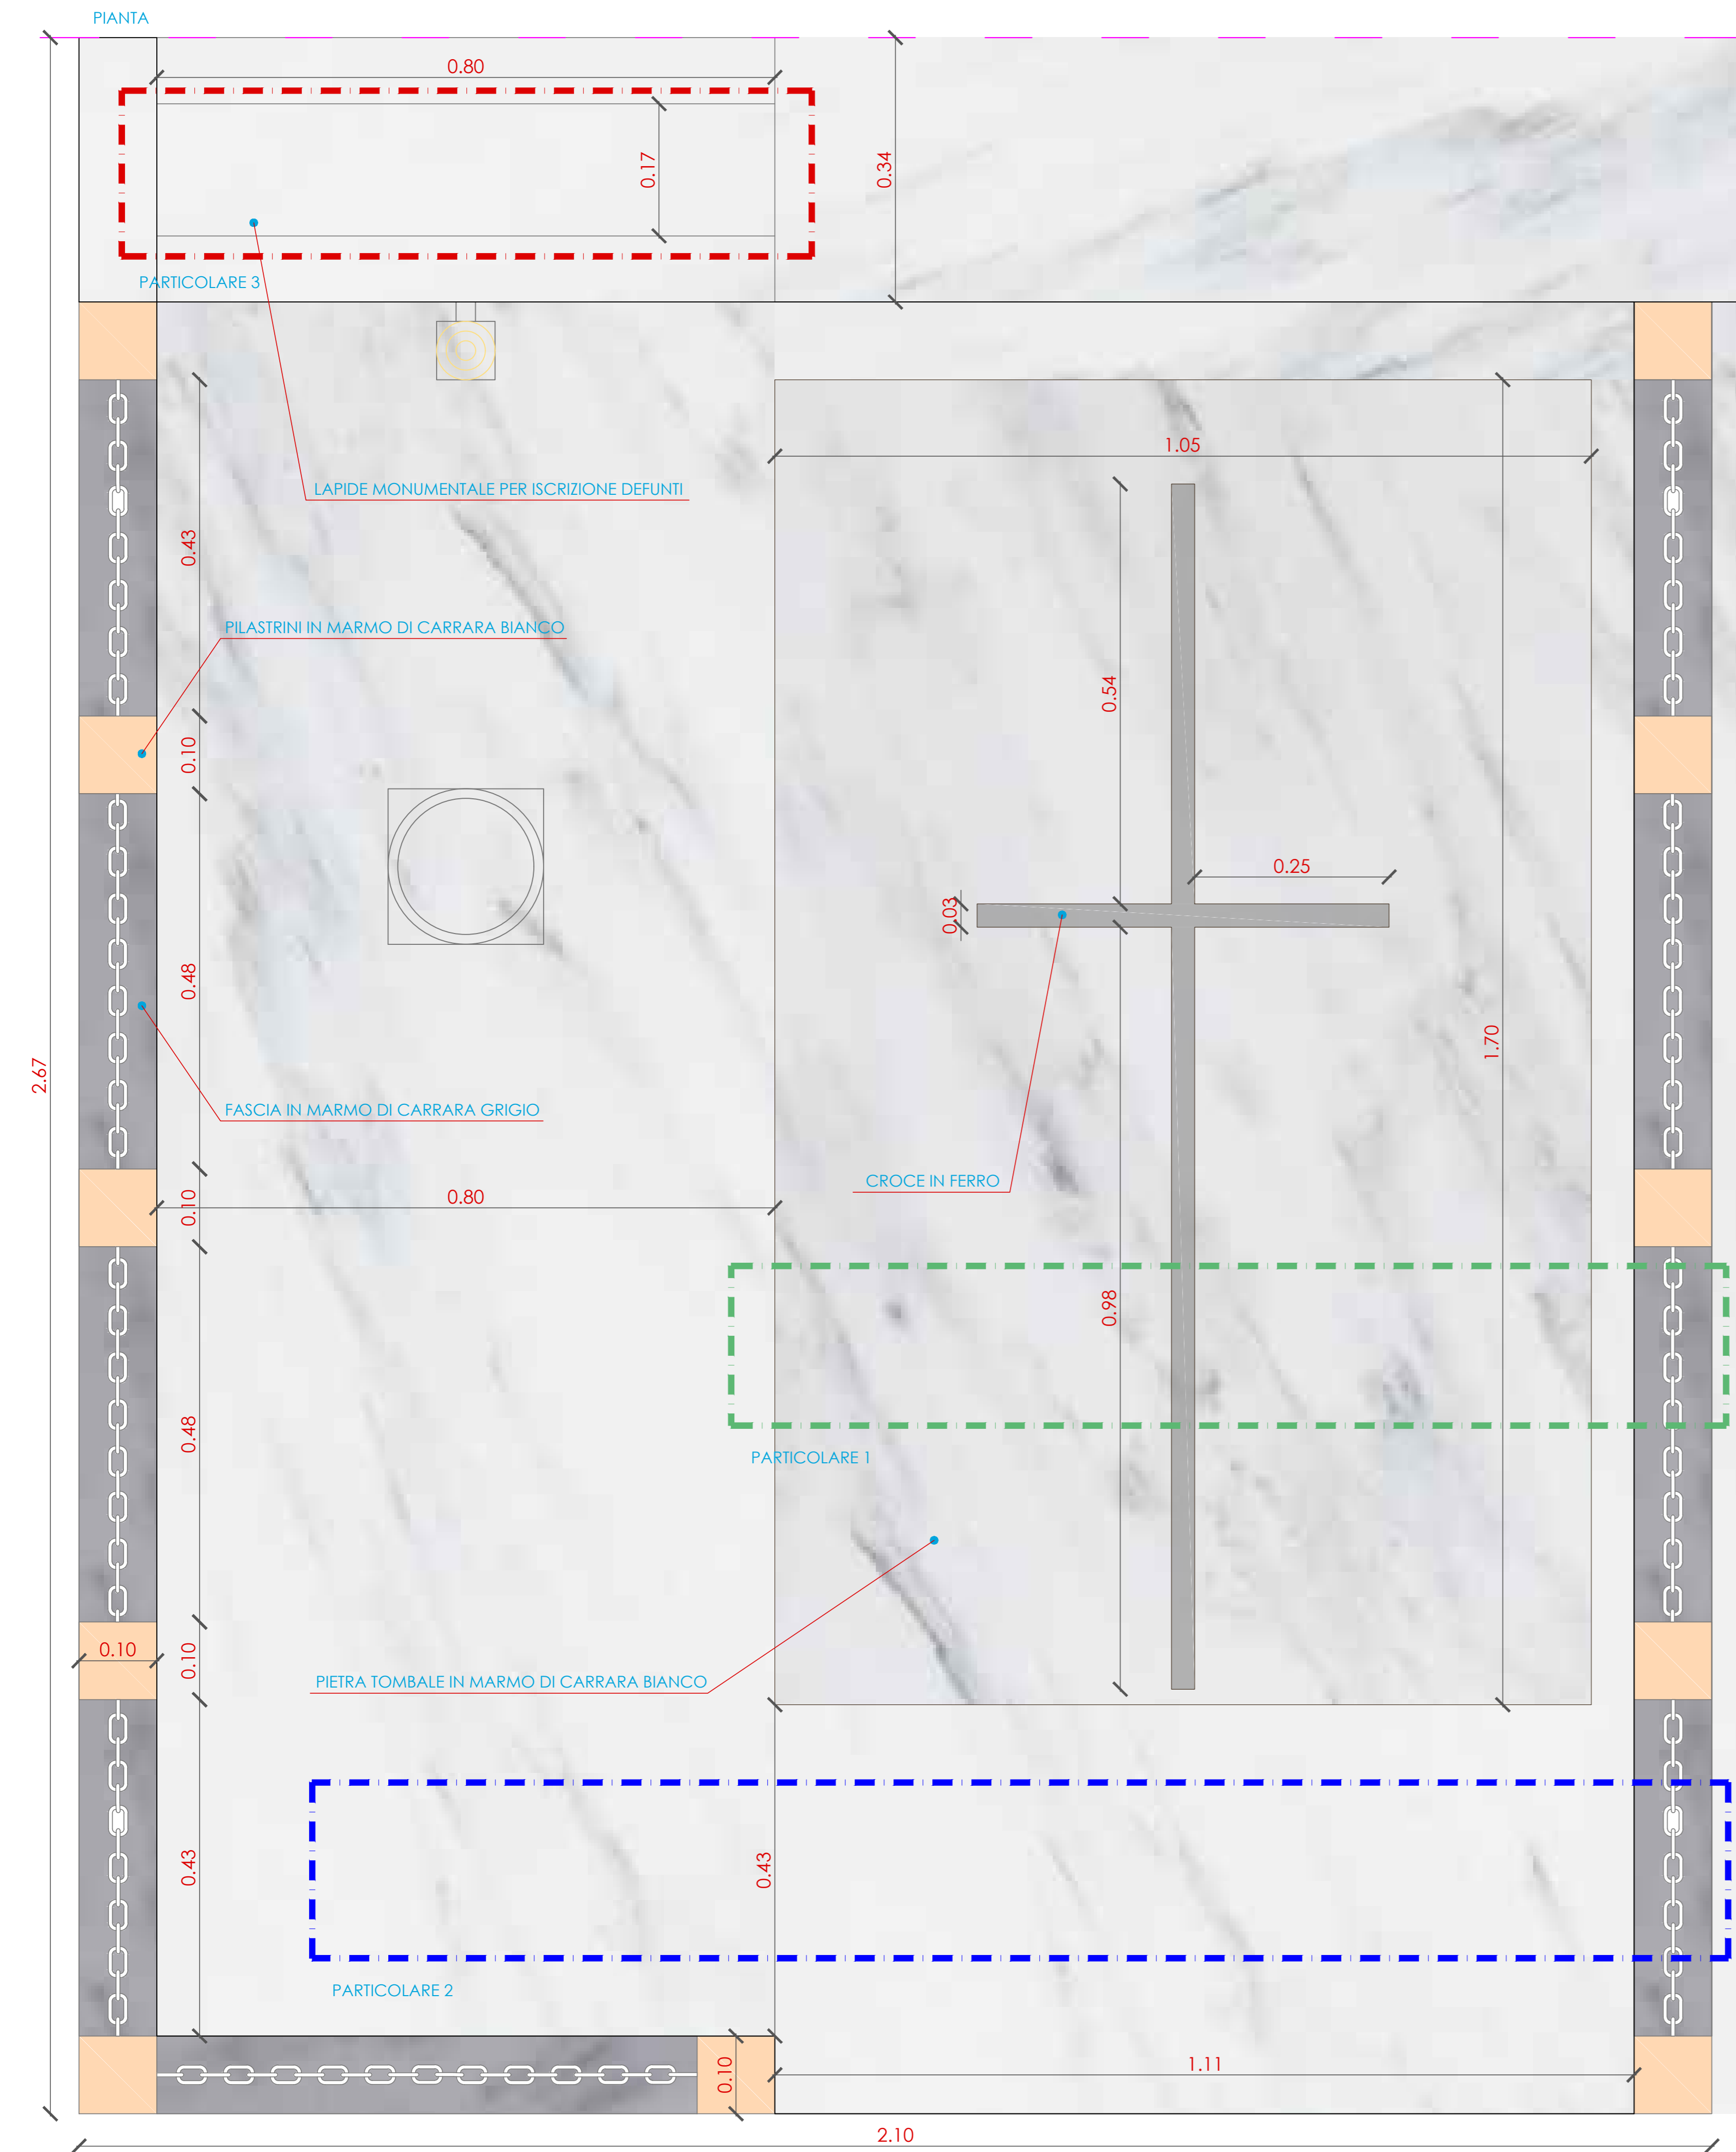 PIANTA
0.80
0.17
0.34
PARTICOLARE 3
1.05
LAPIDE MONUMENTALE PER ISCRIZIONE DEFUNTI
0.43
PILASTRINI IN MARMO DI CARRARA BIANCO
0.54
0.10
0.25
0.03
0.48
1.70
2.67
FASCIA IN MARMO DI CARRARA GRIGIO
CROCE IN FERRO
0.80
0.10
0.98
0.48
PARTICOLARE 1
0.10
0.10
PIETRA TOMBALE IN MARMO DI CARRARA BIANCO
0.43
0.43
PARTICOLARE 2
0.10
1.11
2.10